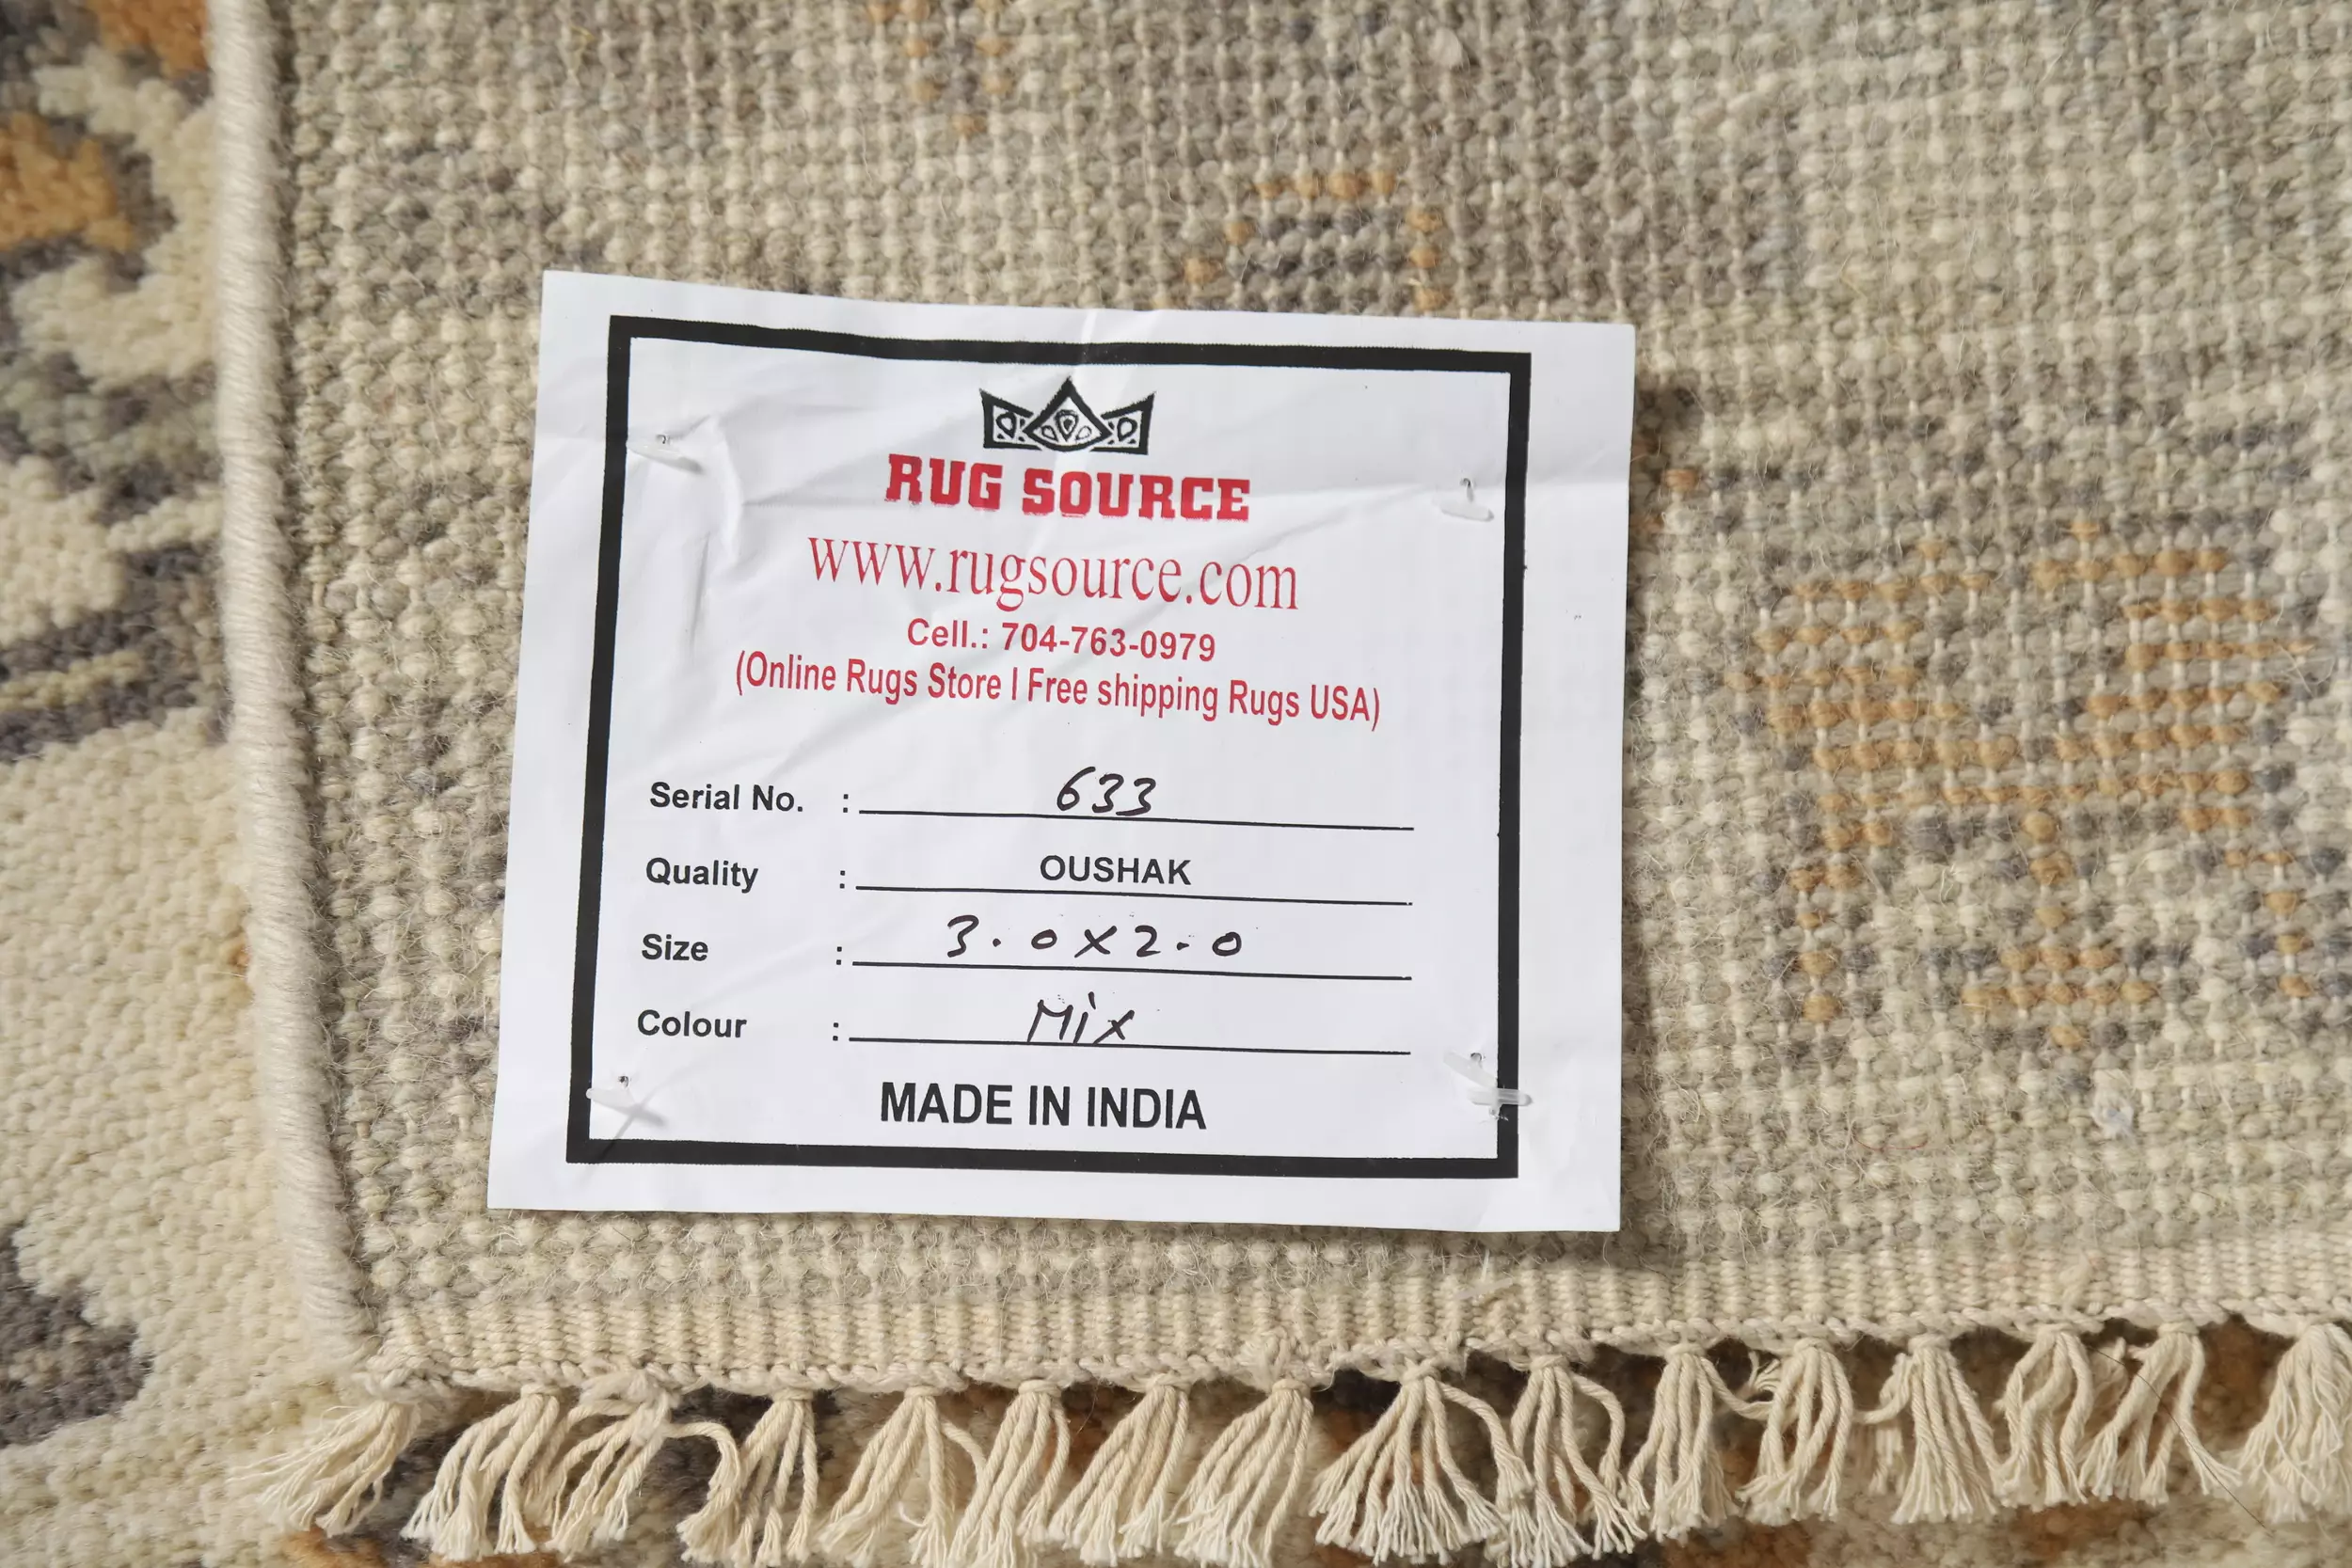 RUG SOURCE
www.rugsource.com
Cell.: 704-763-0979
(Online Rugs Store | Free shipping Rugs USA)
Serial No. : 633
Quality : OUSHAK
Size : 3.0x2.0
Colour : Mix
MADE IN INDIA